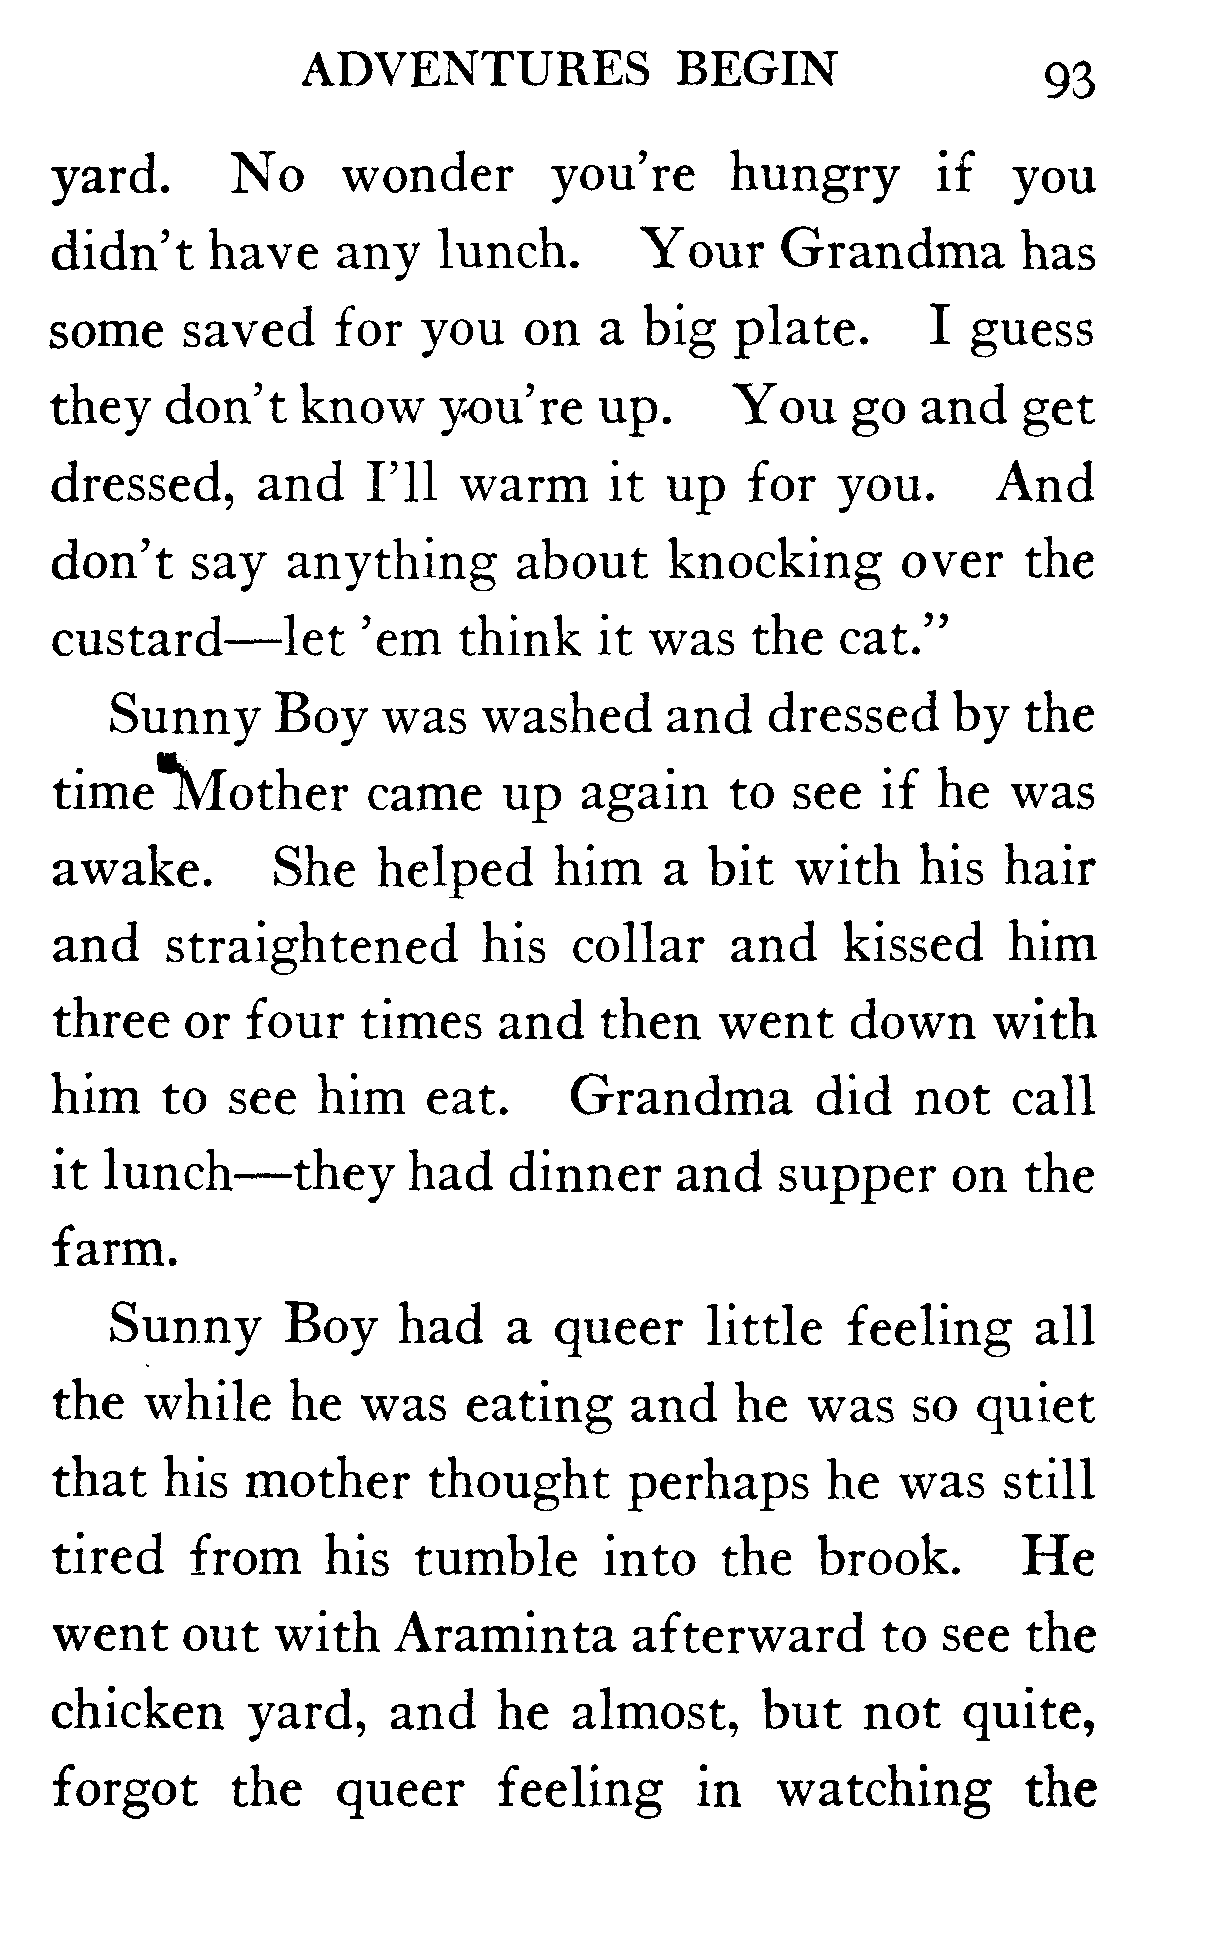 ADVENTURES BEGIN 93
yard. No wonder you're hungry if you
didn't have any lunch. Your Grandma has
some saved for you on a big plate. I guess
they don't know you're up. You go and get
dressed, and I'll warm it up for you. And
don't say anything about knocking over the
custard—let 'em think it was the cat.”
Sunny Boy was washed and dressed by the
time Mother came up again to see if he was
awake. She helped him a bit with his hair
and straightened his collar and kissed him
three or four times and then went down with
him to see him eat. Grandma did not call
it lunch—they had dinner and supper on the
farm.
Sunny Boy had a queer little feeling all
the while he was eating and he was so quiet
that his mother thought perhaps he was still
tired from his tumble into the brook. He
went out with Araminta afterward to see the
chicken yard, and he almost, but not quite,
forgot the queer feeling in watching the